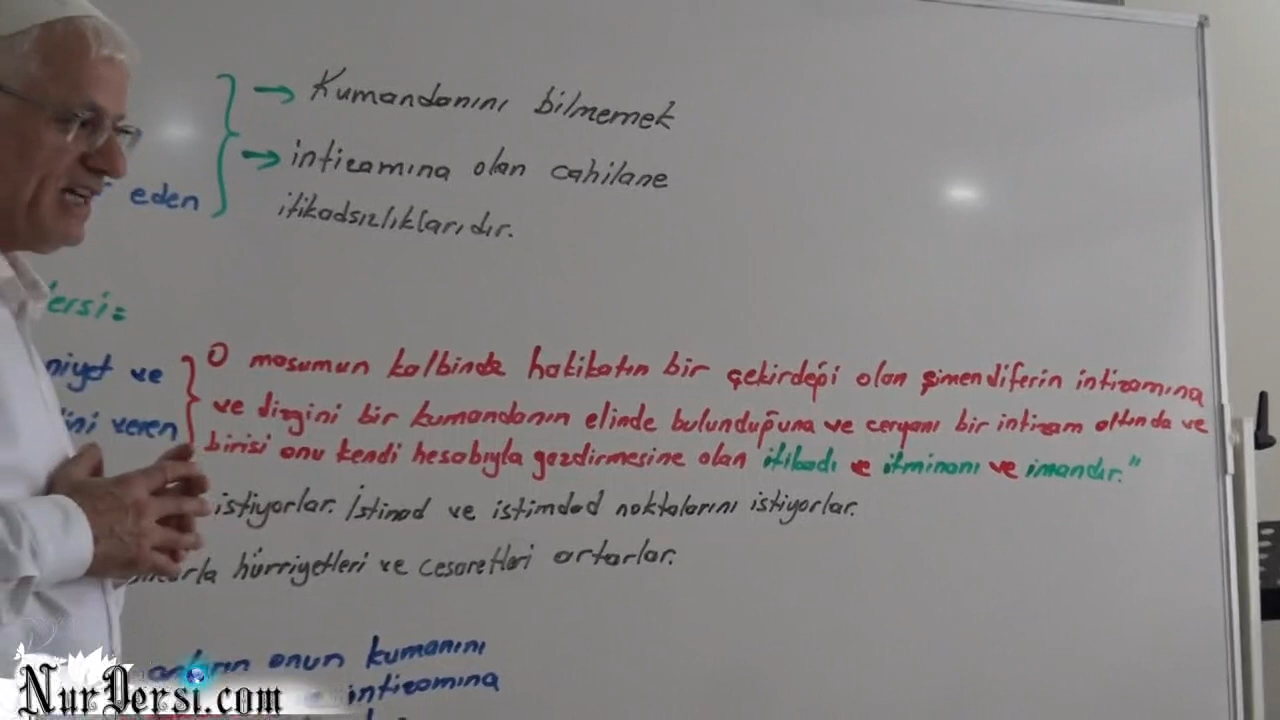 → Kumandanını bilmemek
→ intizamına olan cahilane
eden
itikadsızlıklarıdır.
ersi=
niyet ve
O masumun kalbinde hakikatın bir çekirdeği olan şimendiferin intizamına
ini veren
ve dizgini bir kumandanın elinde bulunduğuna ve ceryanı bir intizam altında ve
birisi onu kendi hesabıyla gezdirmesine olan itikadı ve itminanı ve imandır."
istiyorlar. İstinad ve istimdad noktalarını istiyorlar.
hürriyetleri ve cesaretleri artarlar.
onun kumanını
intizamına
NurDersi.com